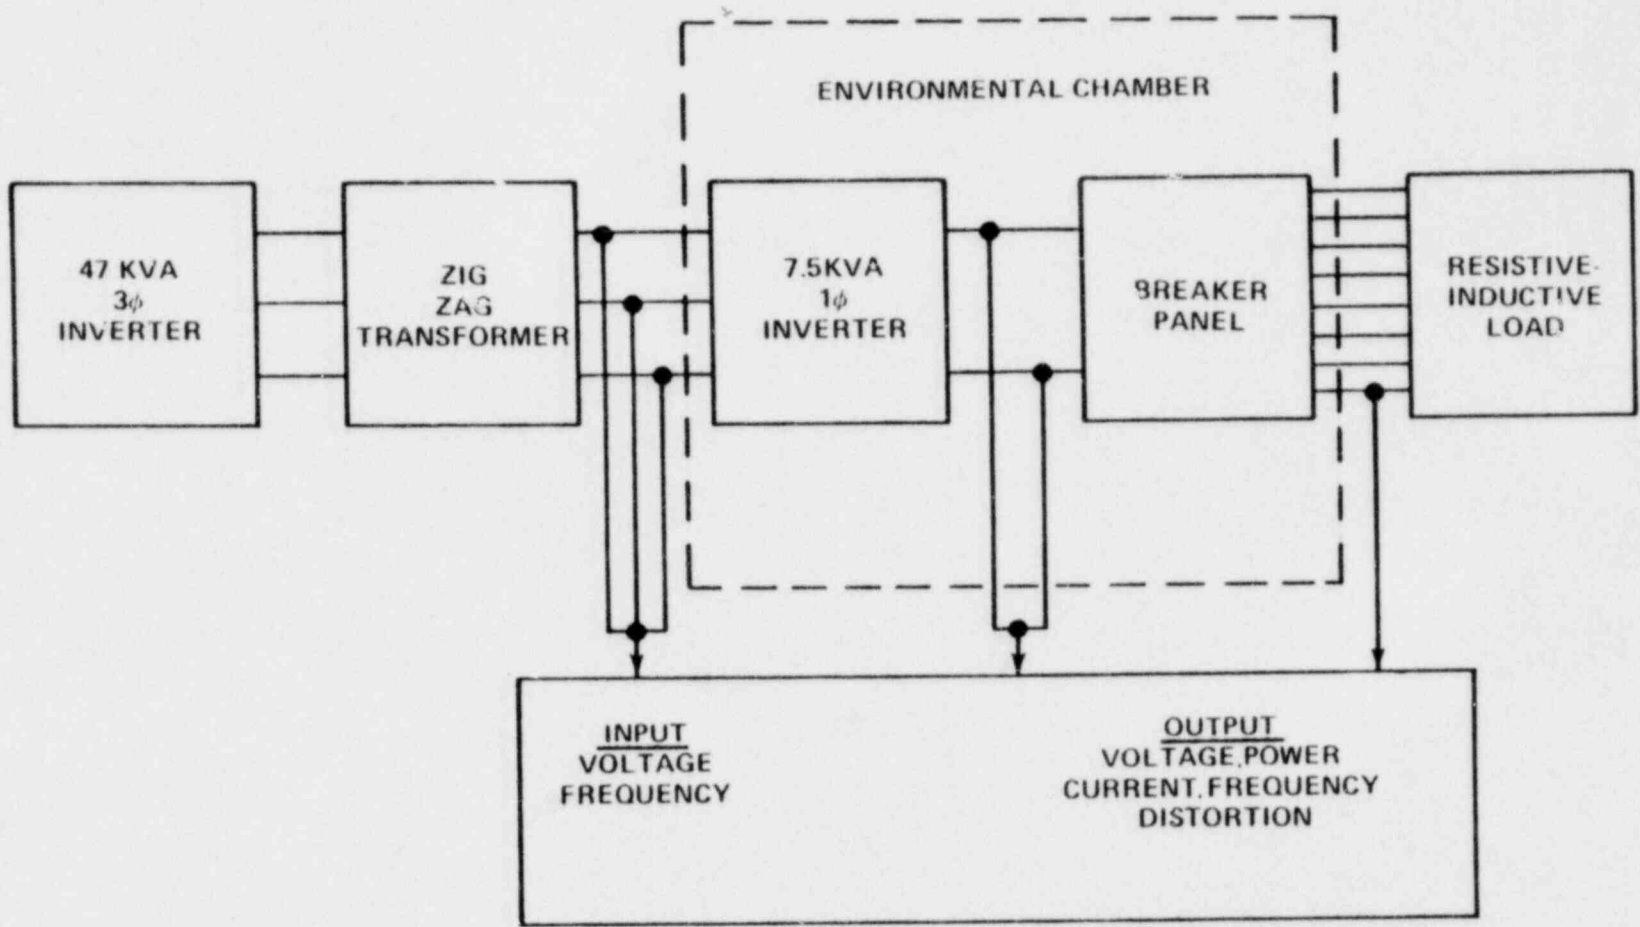 ENVIRONMENTAL CHAMBER
47 KVA
3ϕ
INVERTER
ZIG
ZAG
TRANSFORMER
7.5KVA
1ϕ
INVERTER
BREAKER
PANEL
RESISTIVE-
INDUCTIVE
LOAD
INPUT
VOLTAGE
FREQUENCY
OUTPUT
VOLTAGE,POWER
CURRENT.FREQUENCY
DISTORTION